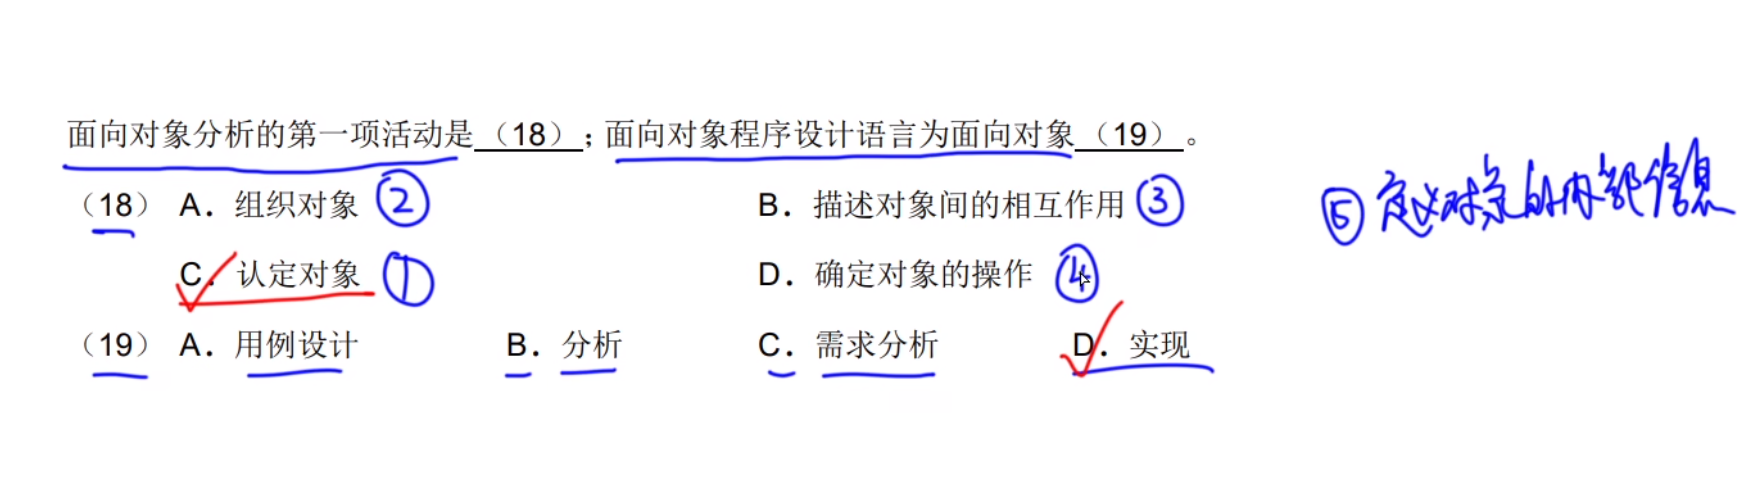 面向对象分析的第一项活动是（18）；面向对象程序设计语言为面向对象（19）。
（18） A．组织对象 ② B．描述对象间的相互作用 ③ ⑤ 定义对象的内部信息
C．认定对象 ① D．确定对象的操作 ④
（19） A．用例设计 B．分析 C．需求分析 D．实现